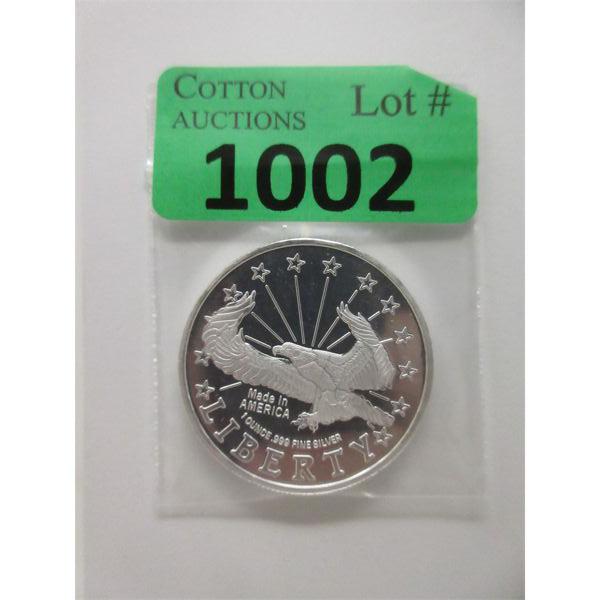 COTTON AUCTIONS
Lot #
1002
Made in
AMERICA
1 OUNCE .999 FINE SILVER
LIBERTY